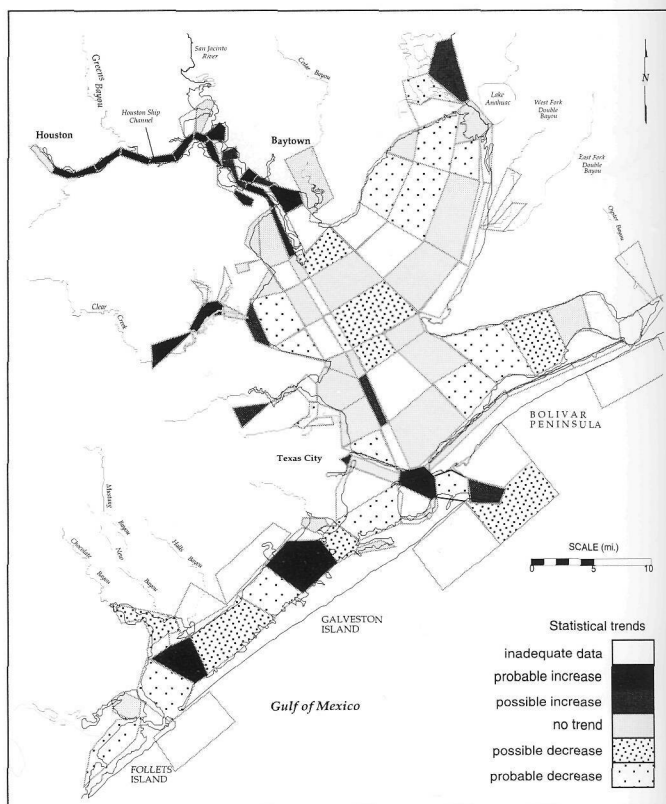 San Jacinto
River
Cedar Bayou
Greens Bayou
Houston Ship
Channel
Houston
Baytown
Lake
Anahuac
West Fork
Double
Bayou
East Fork
Double
Bayou
Oyster Bayou
N
Clear
Creek
BOLIVAR
PENINSULA
Texas City
Mustang
Bayou
Chocolate
Bayou
New
Bayou
Halls
Bayou
SCALE (mi.)
0 5 10
GALVESTON
ISLAND
Gulf of Mexico
FOLLETS
ISLAND
Statistical trends
inadequate data
probable increase
possible increase
no trend
possible decrease
probable decrease